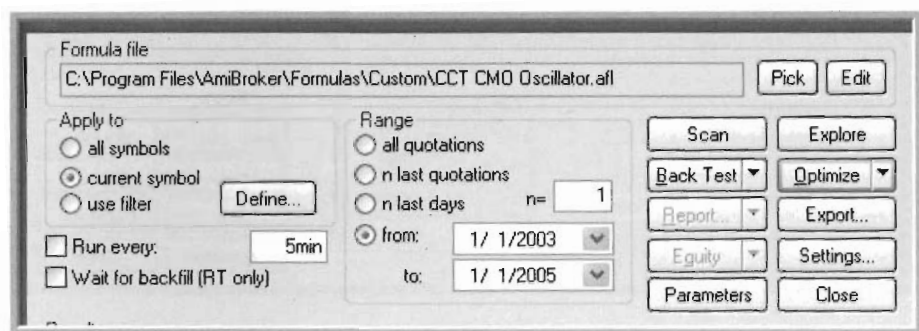 Formula file
C:\Program Files\AmiBroker\Formulas\Custom\CCT CMO Oscillator.afl
Pick Edit
Apply to
all symbols
current symbol
use filter
Define...
Run every: 5min
Wait for backfill (RT only)
Range
all quotations
n last quotations
n last days n= 1
from: 1/ 1/2003
to: 1/ 1/2005
Scan Explore
Back Test Optimize
Report... Export...
Equity Settings...
Parameters Close